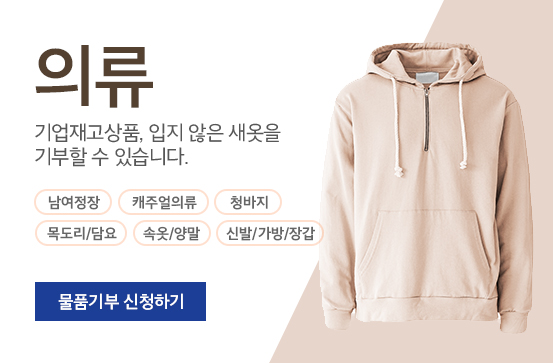 의류
기업재고상품, 입지 않은 새옷을
기부할 수 있습니다.
남여정장 캐주얼의류 청바지
목도리/담요 속옷/양말 신발/가방/장갑
물품기부 신청하기